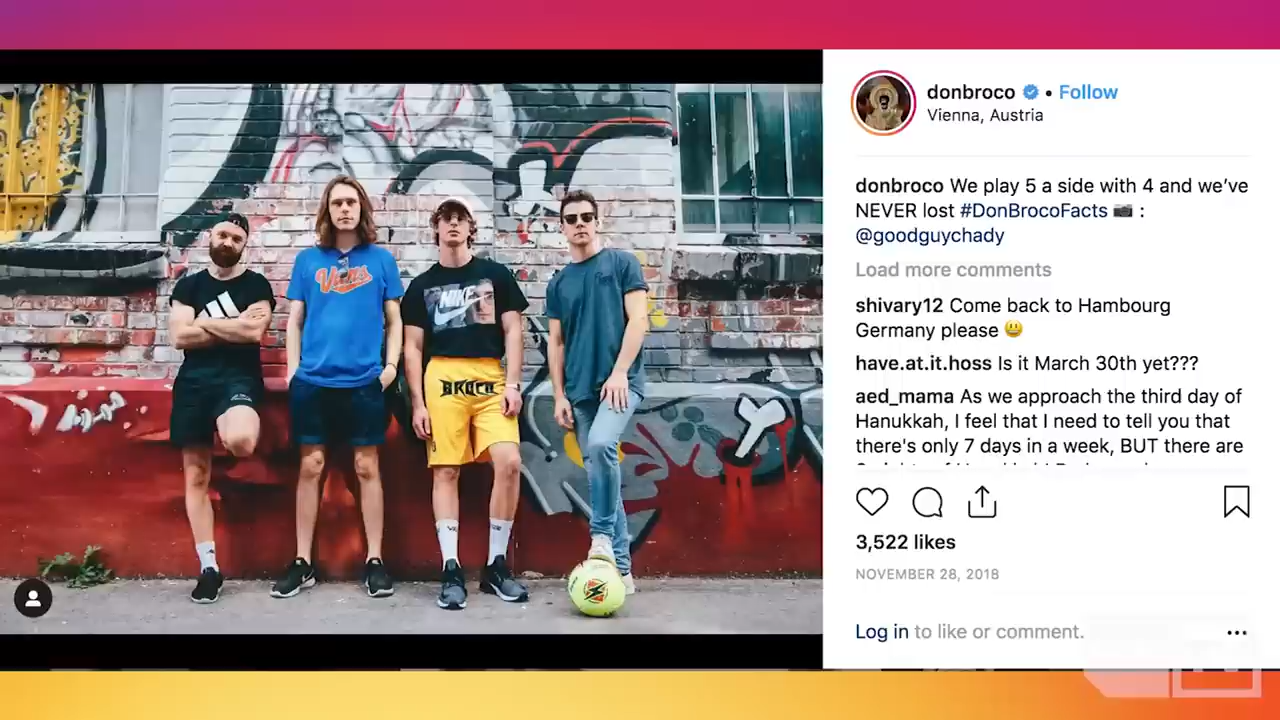 donbroco • Follow
Vienna, Austria
donbroco We play 5 a side with 4 and we've
NEVER lost #DonBrocoFacts 📷 :
@goodguychady
Load more comments
shivary12 Come back to Hambourg
Germany please 😃
have.at.it.hoss Is it March 30th yet???
aed_mama As we approach the third day of
Hanukkah, I feel that I need to tell you that
there's only 7 days in a week, BUT there are
3,522 likes
NOVEMBER 28, 2018
Log in to like or comment.
Vans
NIKE
BROCO